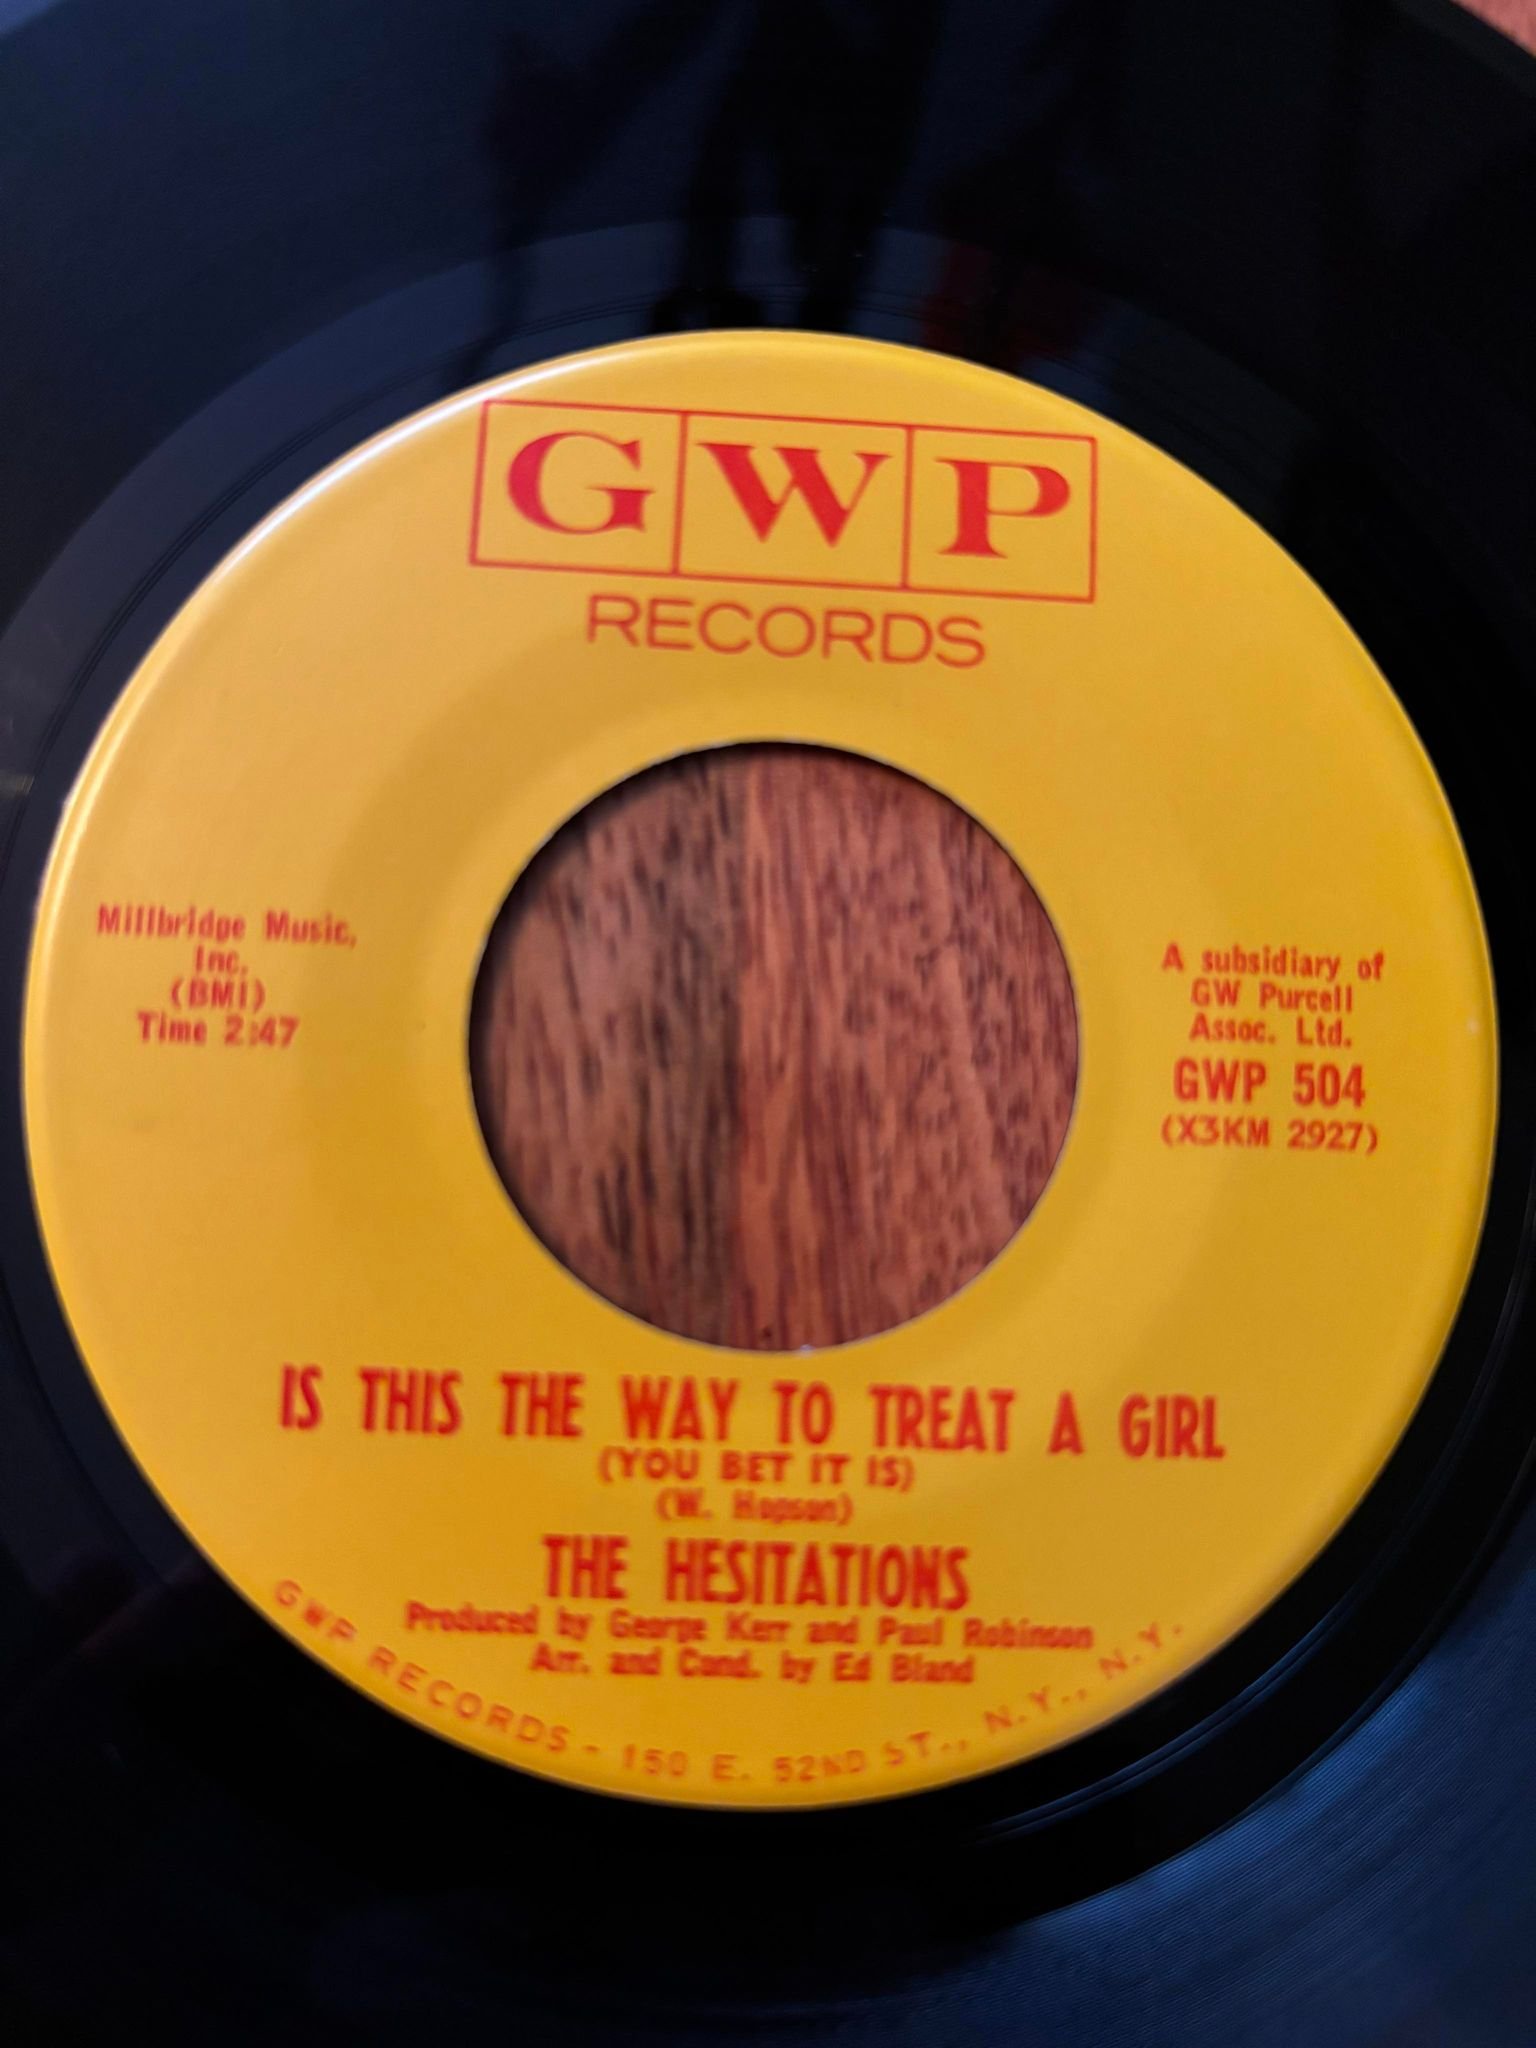 GWP
RECORDS
Millbridge Music,
Inc.
(BMI)
Time 2:47
A subsidiary of
GW Purcell
Assoc. Ltd.
GWP 504
(X3KM 2927)
IS THIS THE WAY TO TREAT A GIRL
(YOU BET IT IS)
(W. Hopson)
THE HESITATIONS
Produced by George Kerr and Paul Robinson
Arr. and Cond. by Ed Bland
GWP RECORDS - 150 E. 52ND ST., N.Y., N.Y.